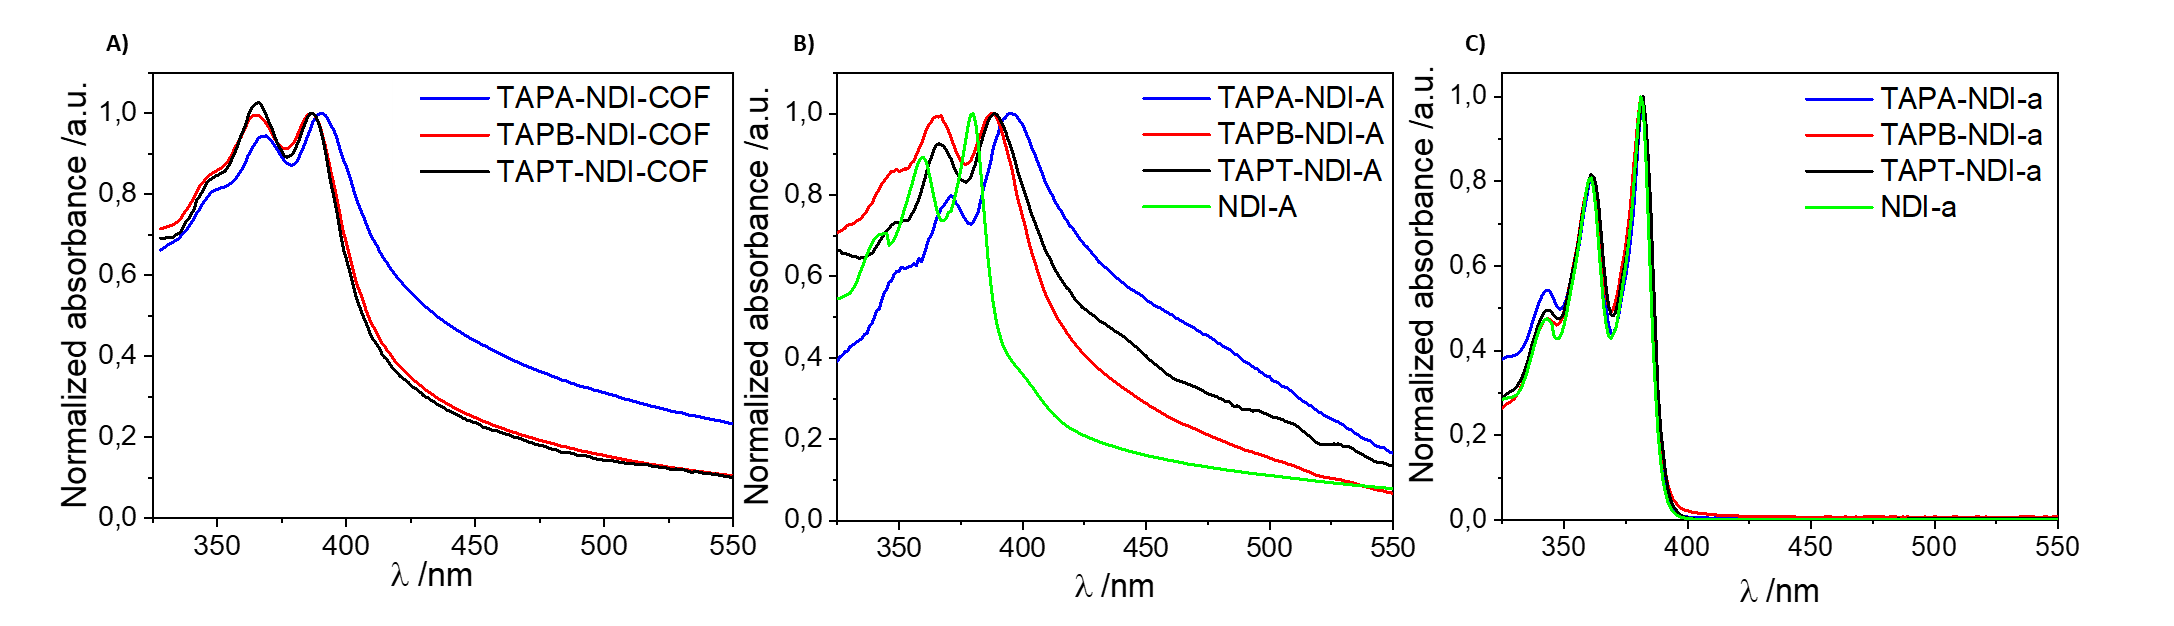 A)
Normalized absorbance /a.u.
1,0
0,8
0,6
0,4
0,2
0,0
TAPA-NDI-COF
TAPB-NDI-COF
TAPT-NDI-COF
350 400 450 500 550
λ /nm
B)
Normalized absorbance /a.u.
1,0
0,8
0,6
0,4
0,2
0,0
TAPA-NDI-A
TAPB-NDI-A
TAPT-NDI-A
NDI-A
350 400 450 500 550
λ /nm
C)
Normalized absorbance /a.u.
1,0
0,8
0,6
0,4
0,2
0,0
TAPA-NDI-a
TAPB-NDI-a
TAPT-NDI-a
NDI-a
350 400 450 500 550
λ /nm